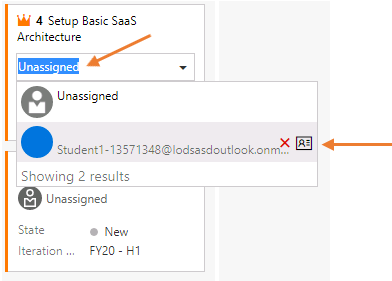 4 Setup Basic SaaS
Architecture
Unassigned
Unassigned
Student1-13571348@lodsasdoutlook.onm...
Showing 2 results
Unassigned
State New
Iteration ... FY20 - H1